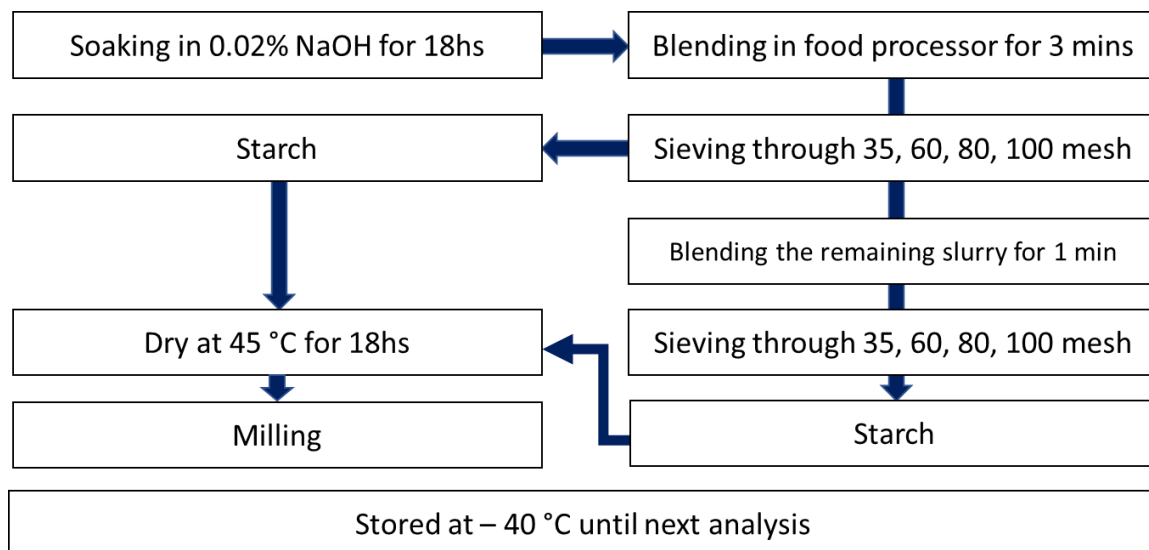 Soaking in 0.02% NaOH for 18hs
Blending in food processor for 3 mins
Starch
Sieving through 35, 60, 80, 100 mesh
Blending the remaining slurry for 1 min
Dry at 45 °C for 18hs
Sieving through 35, 60, 80, 100 mesh
Milling
Starch
Stored at – 40 °C until next analysis